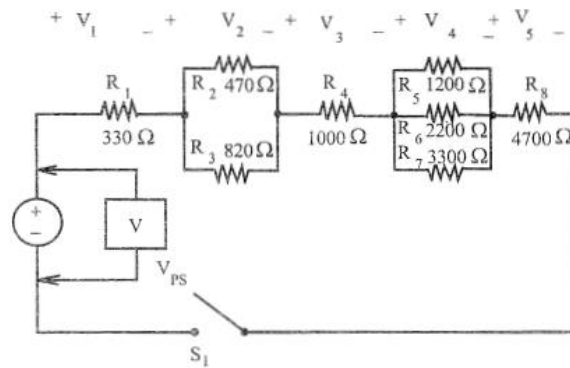 + V1 - + V2 - + V3 - + V4 - + V5 -
R1
330 Ω
R2 470 Ω
R3 820 Ω
R4
1000 Ω
R5 1200 Ω
R6 2200 Ω
R7 3300 Ω
R8
4700 Ω
+
-
V
VPS
S1